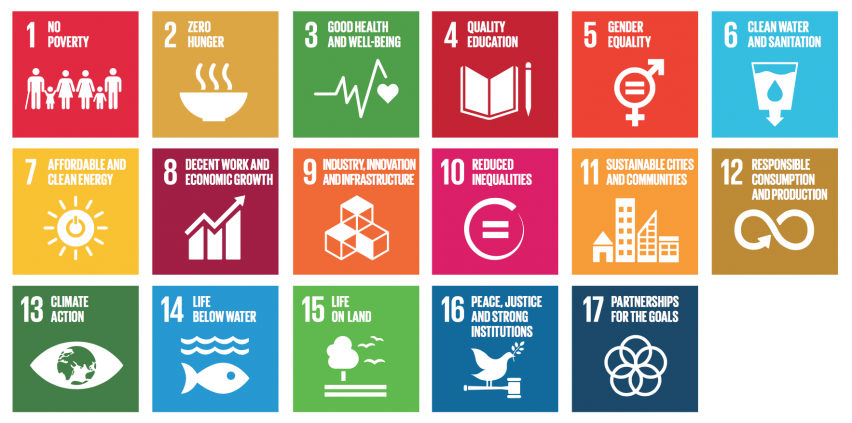 1 NO
POVERTY
2 ZERO
HUNGER
3 GOOD HEALTH
AND WELL-BEING
4 QUALITY
EDUCATION
5 GENDER
EQUALITY
6 CLEAN WATER
AND SANITATION
7 AFFORDABLE AND
CLEAN ENERGY
8 DECENT WORK AND
ECONOMIC GROWTH
9 INDUSTRY, INNOVATION
AND INFRASTRUCTURE
10 REDUCED
INEQUALITIES
11 SUSTAINABLE CITIES
AND COMMUNITIES
12 RESPONSIBLE
CONSUMPTION
AND PRODUCTION
13 CLIMATE
ACTION
14 LIFE
BELOW WATER
15 LIFE
ON LAND
16 PEACE, JUSTICE
AND STRONG
INSTITUTIONS
17 PARTNERSHIPS
FOR THE GOALS